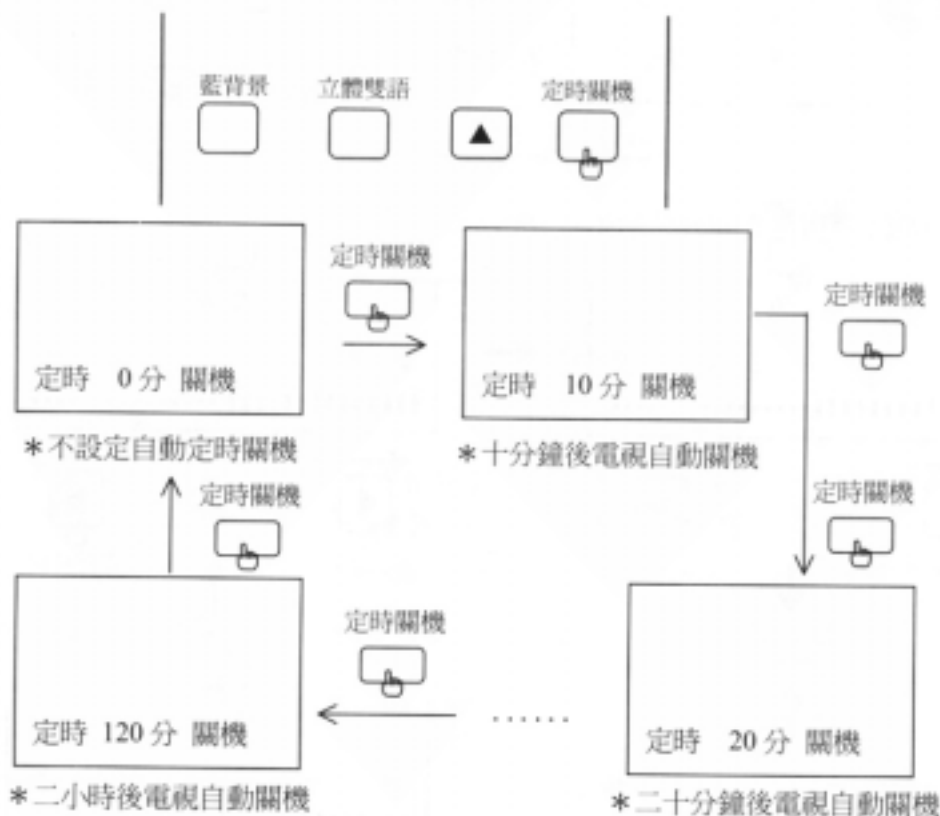 藍背景 立體雙語 定時關機
▲
定時關機
定時 0分 關機
*不設定自動定時關機
定時 10分 關機
*十分鐘後電視自動關機
定時關機
定時關機
定時 20分 關機
*二十分鐘後電視自動關機
定時關機
......
定時 120分 關機
*二小時後電視自動關機
定時關機